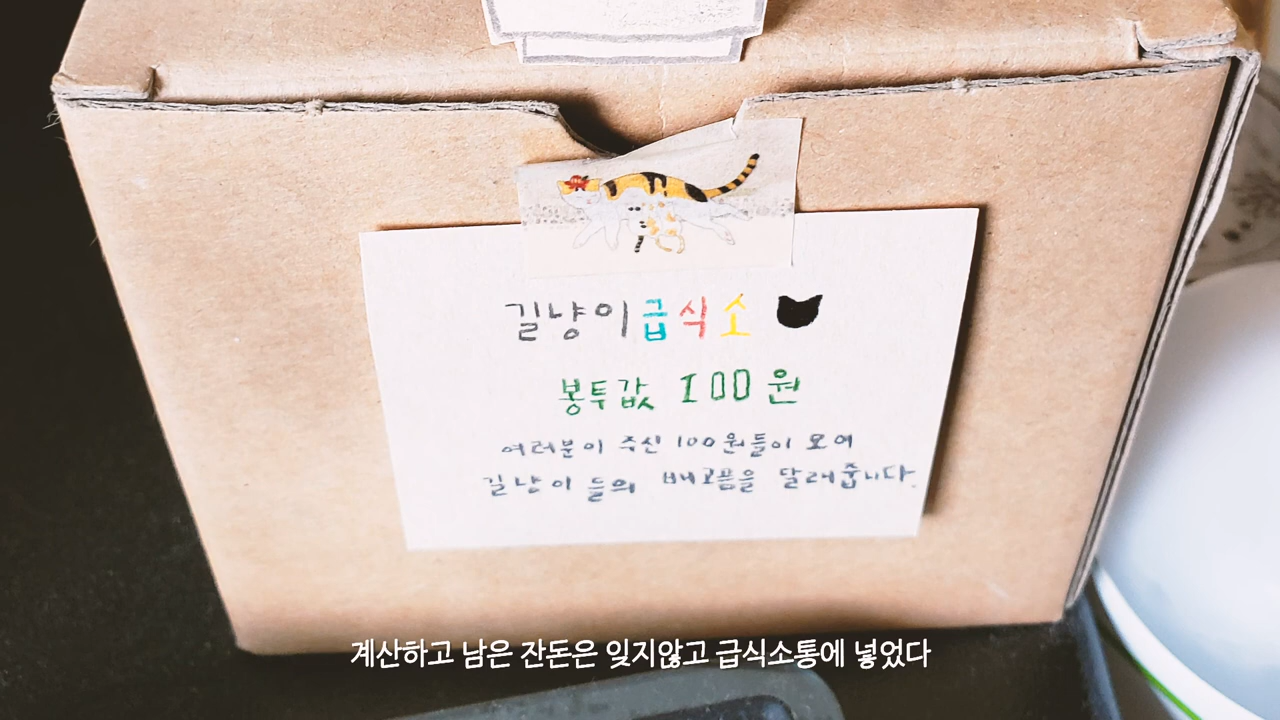 길냥이급식소
봉투값 100원
여러분이 주신 100원들이 모여
길냥이들의 배고픔을 달래줍니다.
계산하고 남은 잔돈은 잊지않고 급식소통에 넣었다